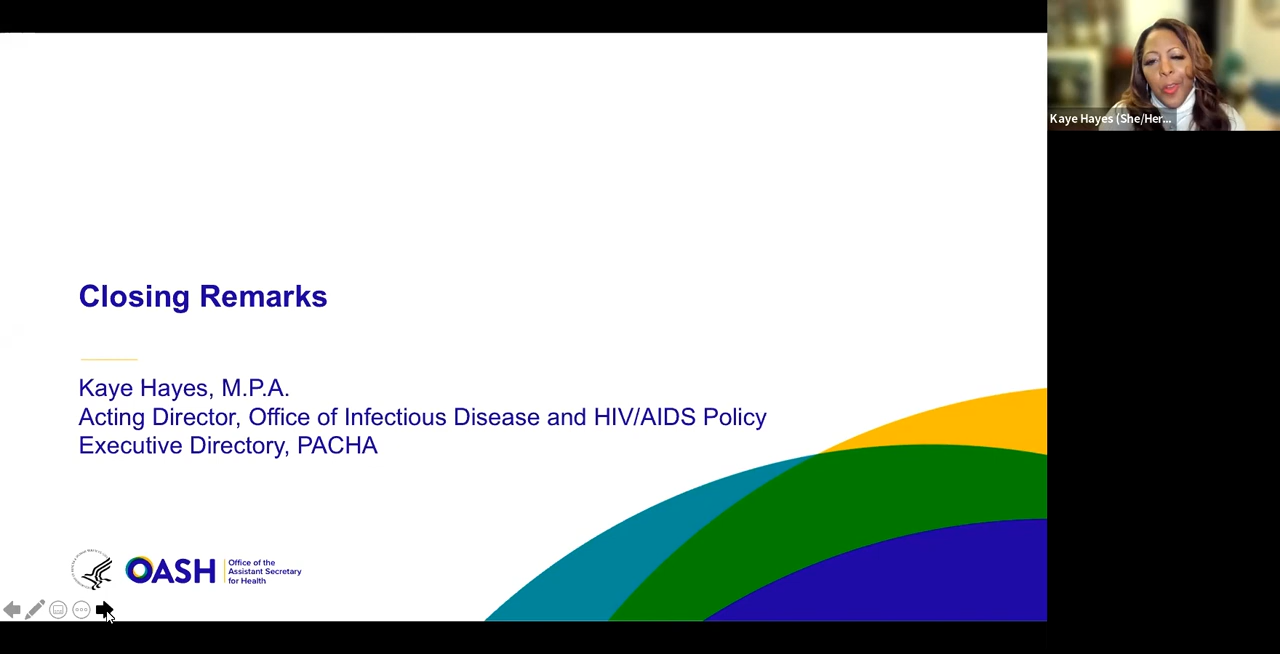 Kaye Hayes (She/Her...
Closing Remarks
Kaye Hayes, M.P.A.
Acting Director, Office of Infectious Disease and HIV/AIDS Policy
Executive Directory, PACHA
OASH
Office of the
Assistant Secretary
for Health